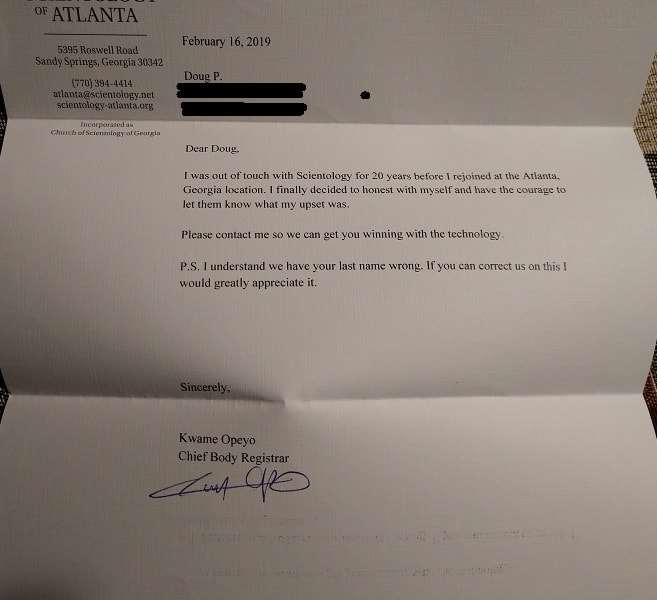 OF ATLANTA
5395 Roswell Road
Sandy Springs, Georgia 30342
(770) 394-4414
atlanta@scientology.net
scientology-atlanta.org
Incorporated as
Church of Scientology of Georgia
February 16, 2019
Doug P.
Dear Doug,
I was out of touch with Scientology for 20 years before I rejoined at the Atlanta,
Georgia location. I finally decided to honest with myself and have the courage to
let them know what my upset was.
Please contact me so we can get you winning with the technology.
P.S. I understand we have your last name wrong. If you can correct us on this I
would greatly appreciate it.
Sincerely,
Kwame Opeyo
Chief Body Registrar